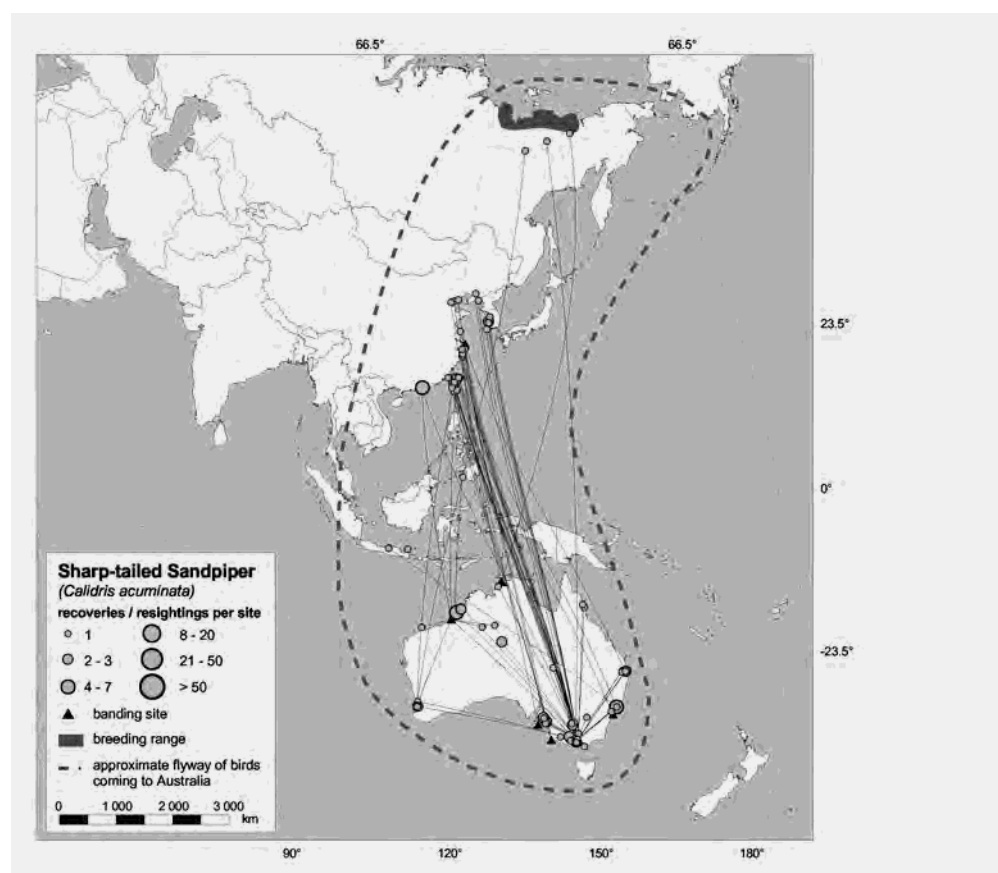 66.5° 66.5°
23.5°
0°
-23.5°
Sharp-tailed Sandpiper
(Calidris acuminata)
recoveries / resightings per site
1 8 - 20
2 - 3 21 - 50
4 - 7 > 50
banding site
breeding range
approximate flyway of birds
coming to Australia
0 1 000 2 000 3 000
km
90° 120° 150° 180°